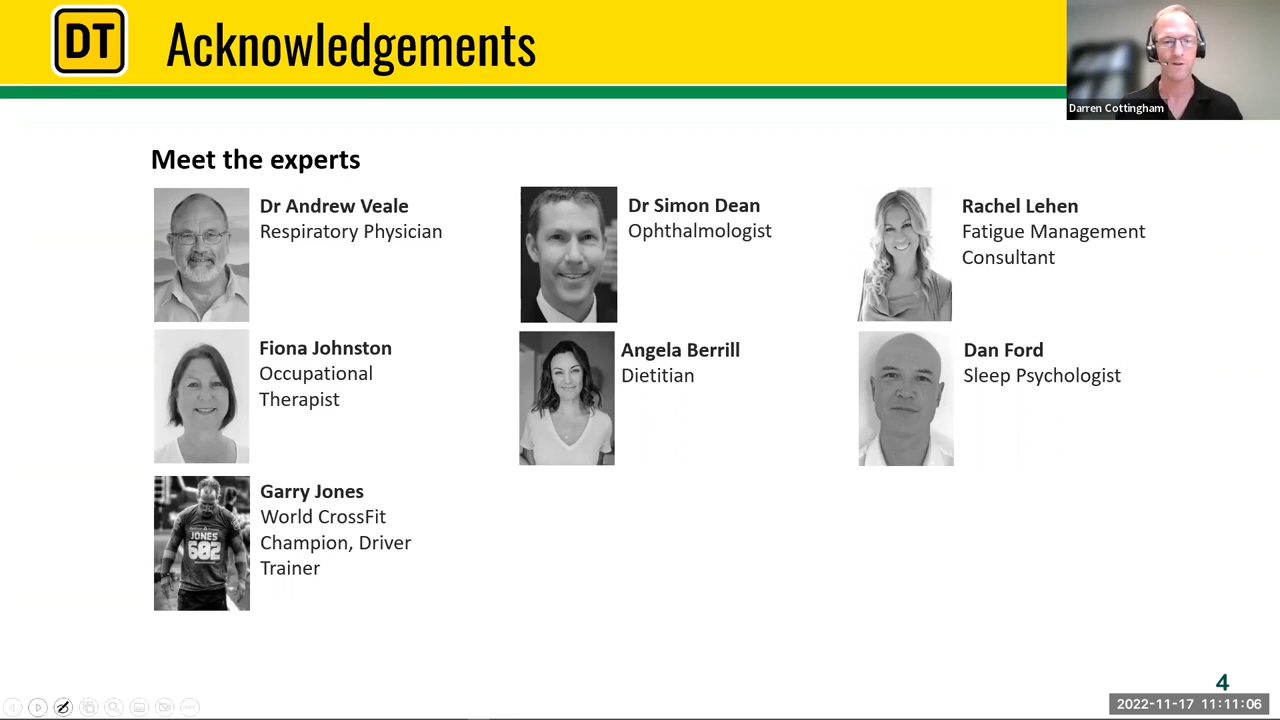 DT
Acknowledgements
Darren Cottingham
Meet the experts
Dr Andrew Veale
Respiratory Physician
Dr Simon Dean
Ophthalmologist
Rachel Lehen
Fatigue Management
Consultant
Fiona Johnston
Occupational
Therapist
Angela Berrill
Dietitian
Dan Ford
Sleep Psychologist
JONES
602
Garry Jones
World CrossFit
Champion, Driver
Trainer
4
2022-11-17 11:11:06